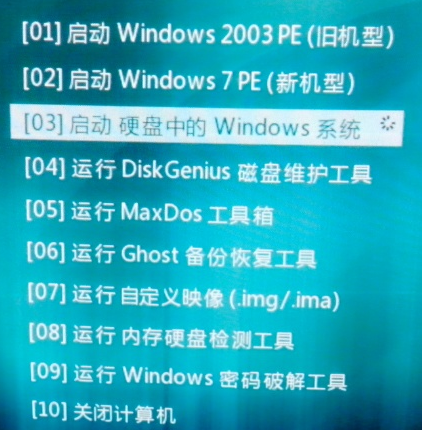 [01] 启动 Windows 2003 PE (旧机型)
[02] 启动 Windows 7 PE (新机型)
[03] 启动 硬盘中的 Windows 系统
[04] 运行 DiskGenius 磁盘维护工具
[05] 运行 MaxDos 工具箱
[06] 运行 Ghost 备份恢复工具
[07] 运行 自定义映像 (.img/.ima)
[08] 运行 内存硬盘检测工具
[09] 运行 Windows 密码破解工具
[10] 关闭计算机